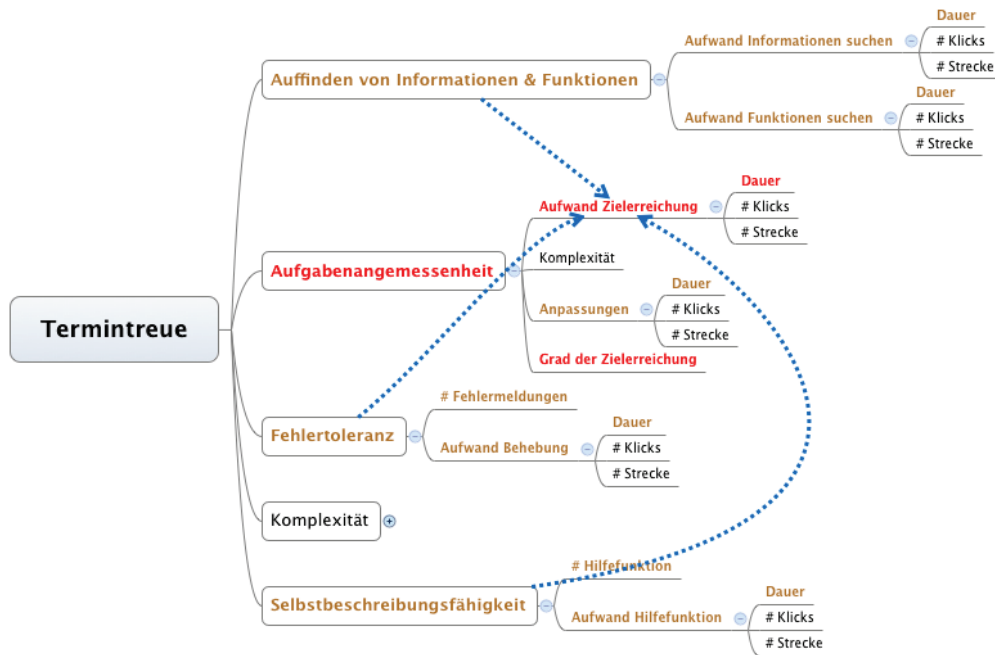 Termintreue
Auffinden von Informationen & Funktionen
Aufwand Informationen suchen
Dauer
# Klicks
# Strecke
Aufwand Funktionen suchen
Dauer
# Klicks
# Strecke
Aufgabenangemessenheit
Aufwand Zielerreichung
Dauer
# Klicks
# Strecke
Komplexität
Anpassungen
Dauer
# Klicks
# Strecke
Grad der Zielerreichung
Fehlertoleranz
# Fehlermeldungen
Aufwand Behebung
Dauer
# Klicks
# Strecke
Komplexität
Selbstbeschreibungsfähigkeit
# Hilfefunktion
Aufwand Hilfefunktion
Dauer
# Klicks
# Strecke